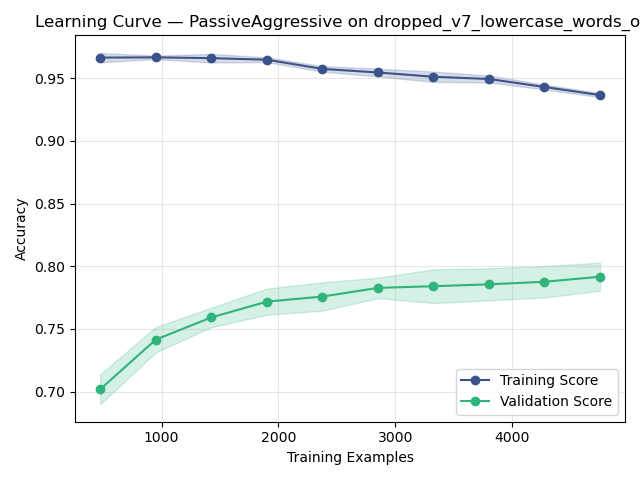 Learning Curve — PassiveAggressive on dropped_v7_lowercase_words_o
0.95
0.90
0.85
0.80
0.75
0.70
Accuracy
Training Score
Validation Score
1000 2000 3000 4000
Training Examples